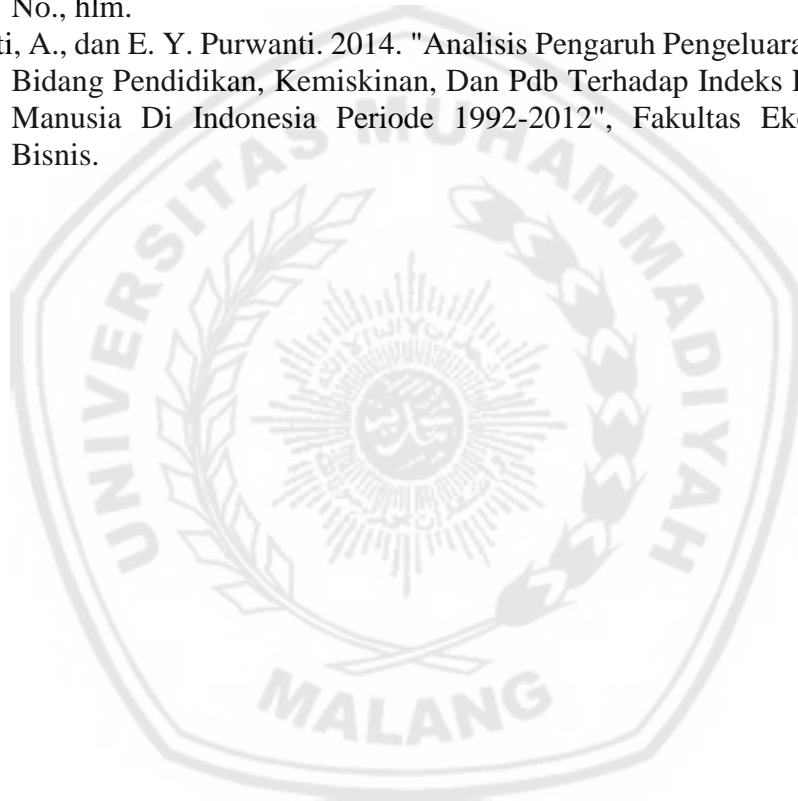 No., hlm.
ti, A., dan E. Y. Purwanti. 2014. "Analisis Pengaruh Pengeluara
Bidang Pendidikan, Kemiskinan, Dan Pdb Terhadap Indeks
Manusia Di Indonesia Periode 1992-2012", Fakultas Ek
Bisnis.
UNIVERSITAS MUHAMMADIYAH
MALANG